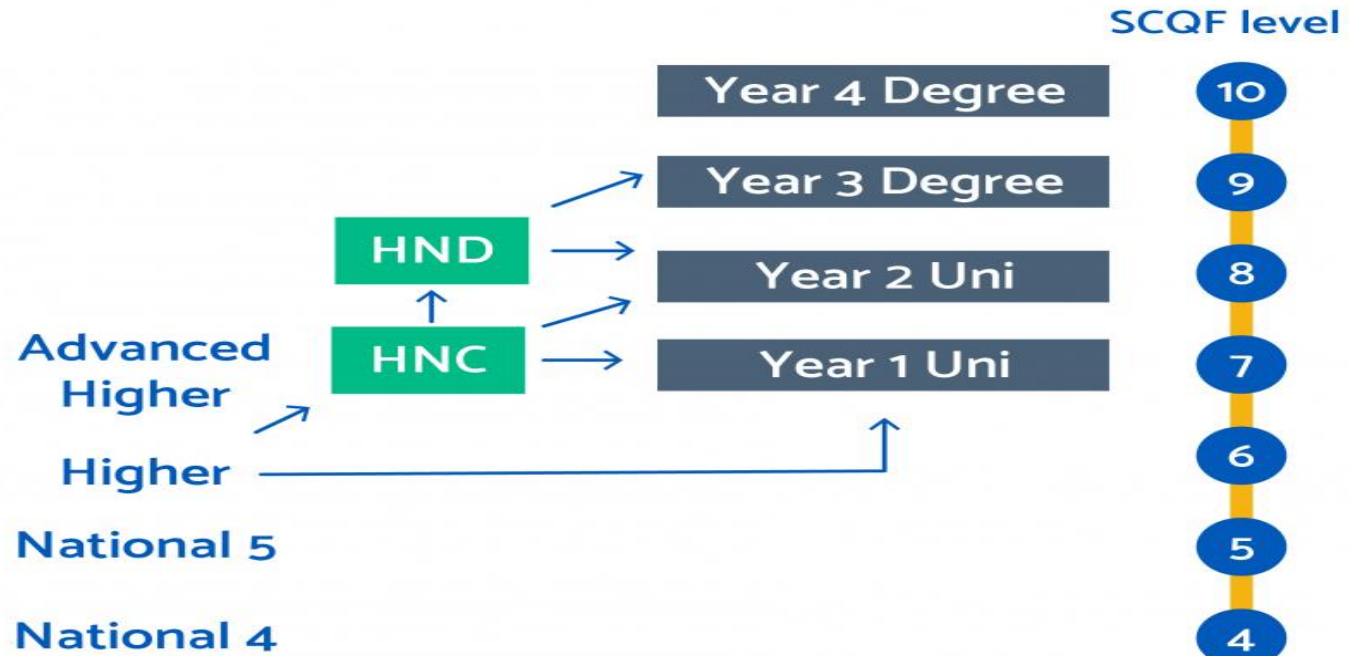 SCQF level
Year 4 Degree
10
Year 3 Degree
9
HND
Year 2 Uni
8
Advanced
Higher
HNC
Year 1 Uni
7
Higher
6
National 5
5
National 4
4